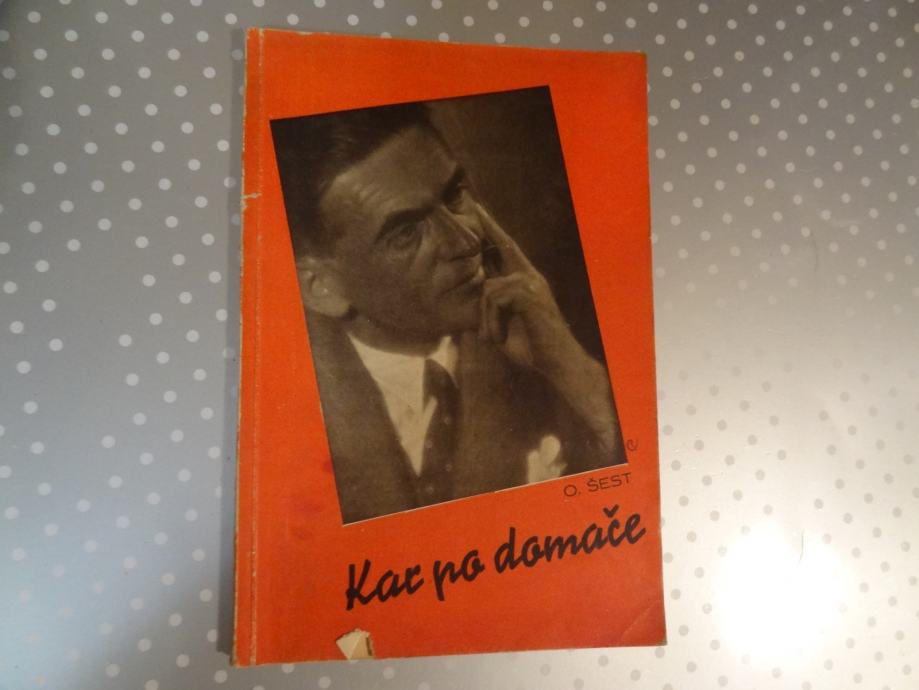 O. ŠEST
Kar po domače